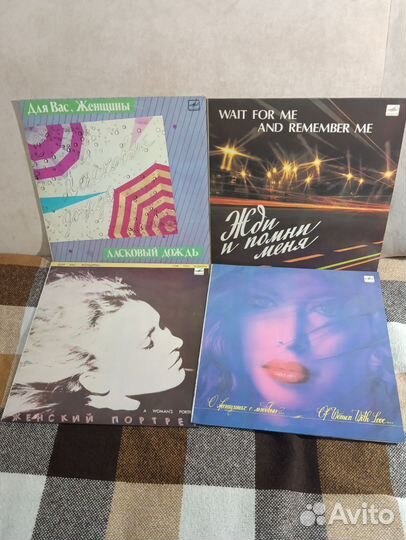 Для Вас, Женщины
ЛАСКОВЫЙ ДОЖДЬ
WAIT FOR ME
AND REMEMBER ME
Жди
и помни
меня
A WOMAN'S PORTR
ЖЕНСКИЙ ПОРТРЕ
О женщинах с любовью...
Of Women With Love...
Avito